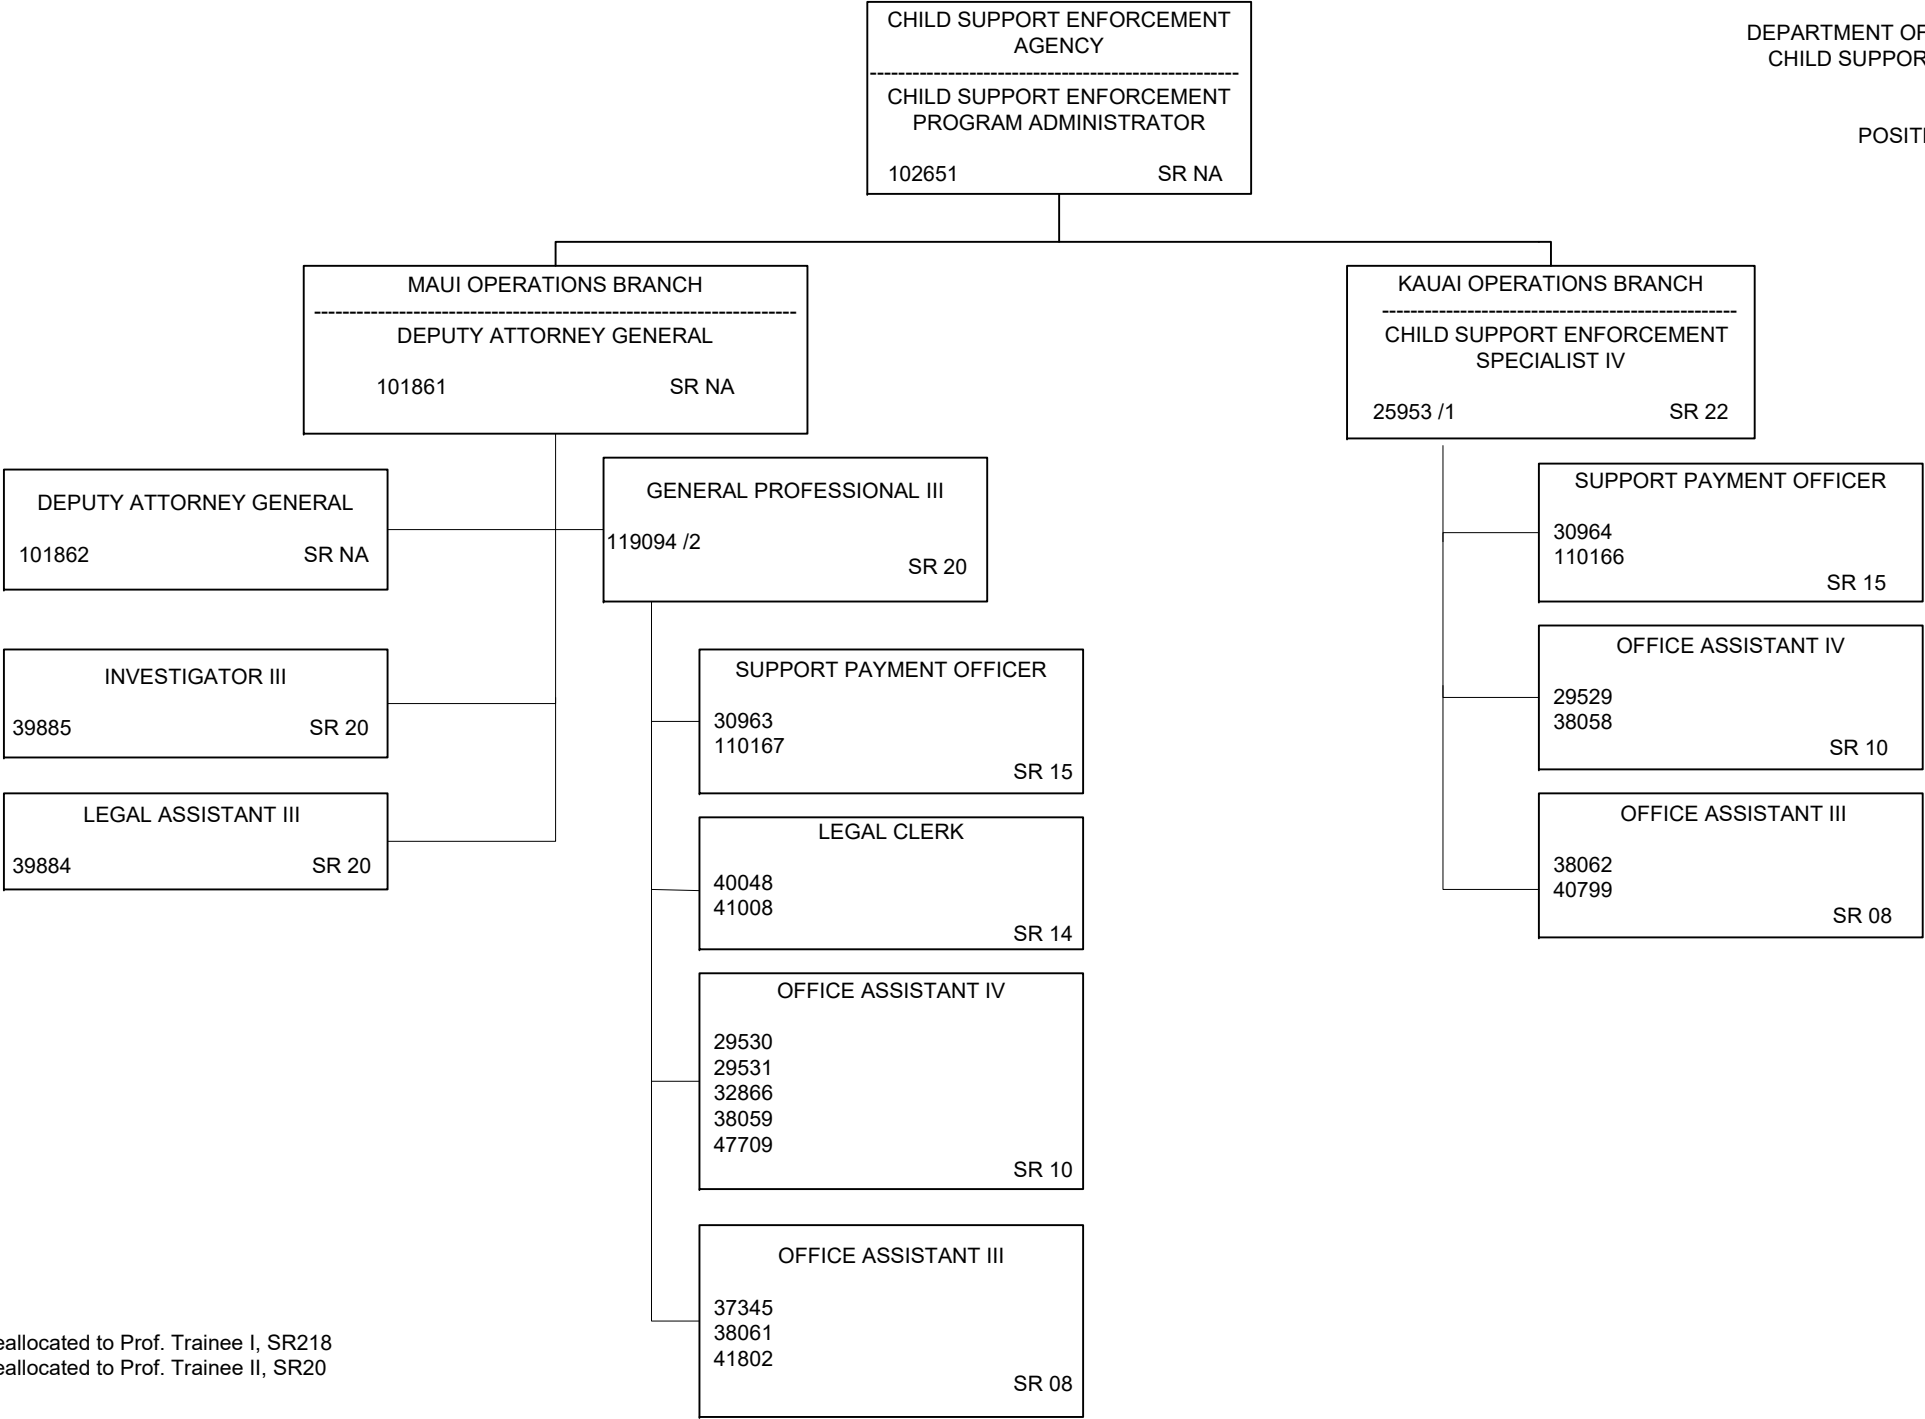 CHILD SUPPORT ENFORCEMENT
AGENCY
CHILD SUPPORT ENFORCEMENT
PROGRAM ADMINISTRATOR
102651 SR NA
DEPARTMENT OF
CHILD
MAUI OPERATIONS BRANCH
DEPUTY ATTORNEY GENERAL
101861 SR NA
KAUAI OPERATIONS BRANCH
CHILD SUPPORT ENFORCEMENT
SPECIALIST IV
25953 /1 SR 22
DEPUTY ATTORNEY GENERAL
101862 SR NA
GENERAL PROFESSIONAL III
119094 /2
SR 20
INVESTIGATOR III
39885 SR 20
LEGAL ASSISTANT III
39884 SR 20
SUPPORT PAYMENT OFFICER
30963
110167
SR 15
LEGAL CLERK
40048
41008
SR 14
OFFICE ASSISTANT IV
29530
29531
32866
38059
47709
SR 10
OFFICE ASSISTANT III
37345
38061
41802
SR 08
SUPPORT PAYMENT OFFICER
30964
110166
SR 15
OFFICE ASSISTANT IV
29529
38058
SR 10
OFFICE ASSISTANT III
38062
40799
SR 08
to Prof. Trainee I, SR218
to Prof. Trainee II, SR20